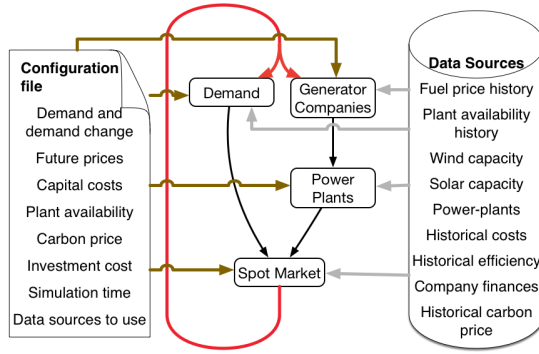 Configuration
file
Demand and
demand change
Future prices
Capital costs
Plant availability
Carbon price
Investment cost
Simulation time
Data sources to use
Demand
Generator
Companies
Power
Plants
Spot Market
Data Sources
Fuel price history
Plant availability
history
Wind capacity
Solar capacity
Power-plants
Historical costs
Historical efficiency
Company finances
Historical carbon
price